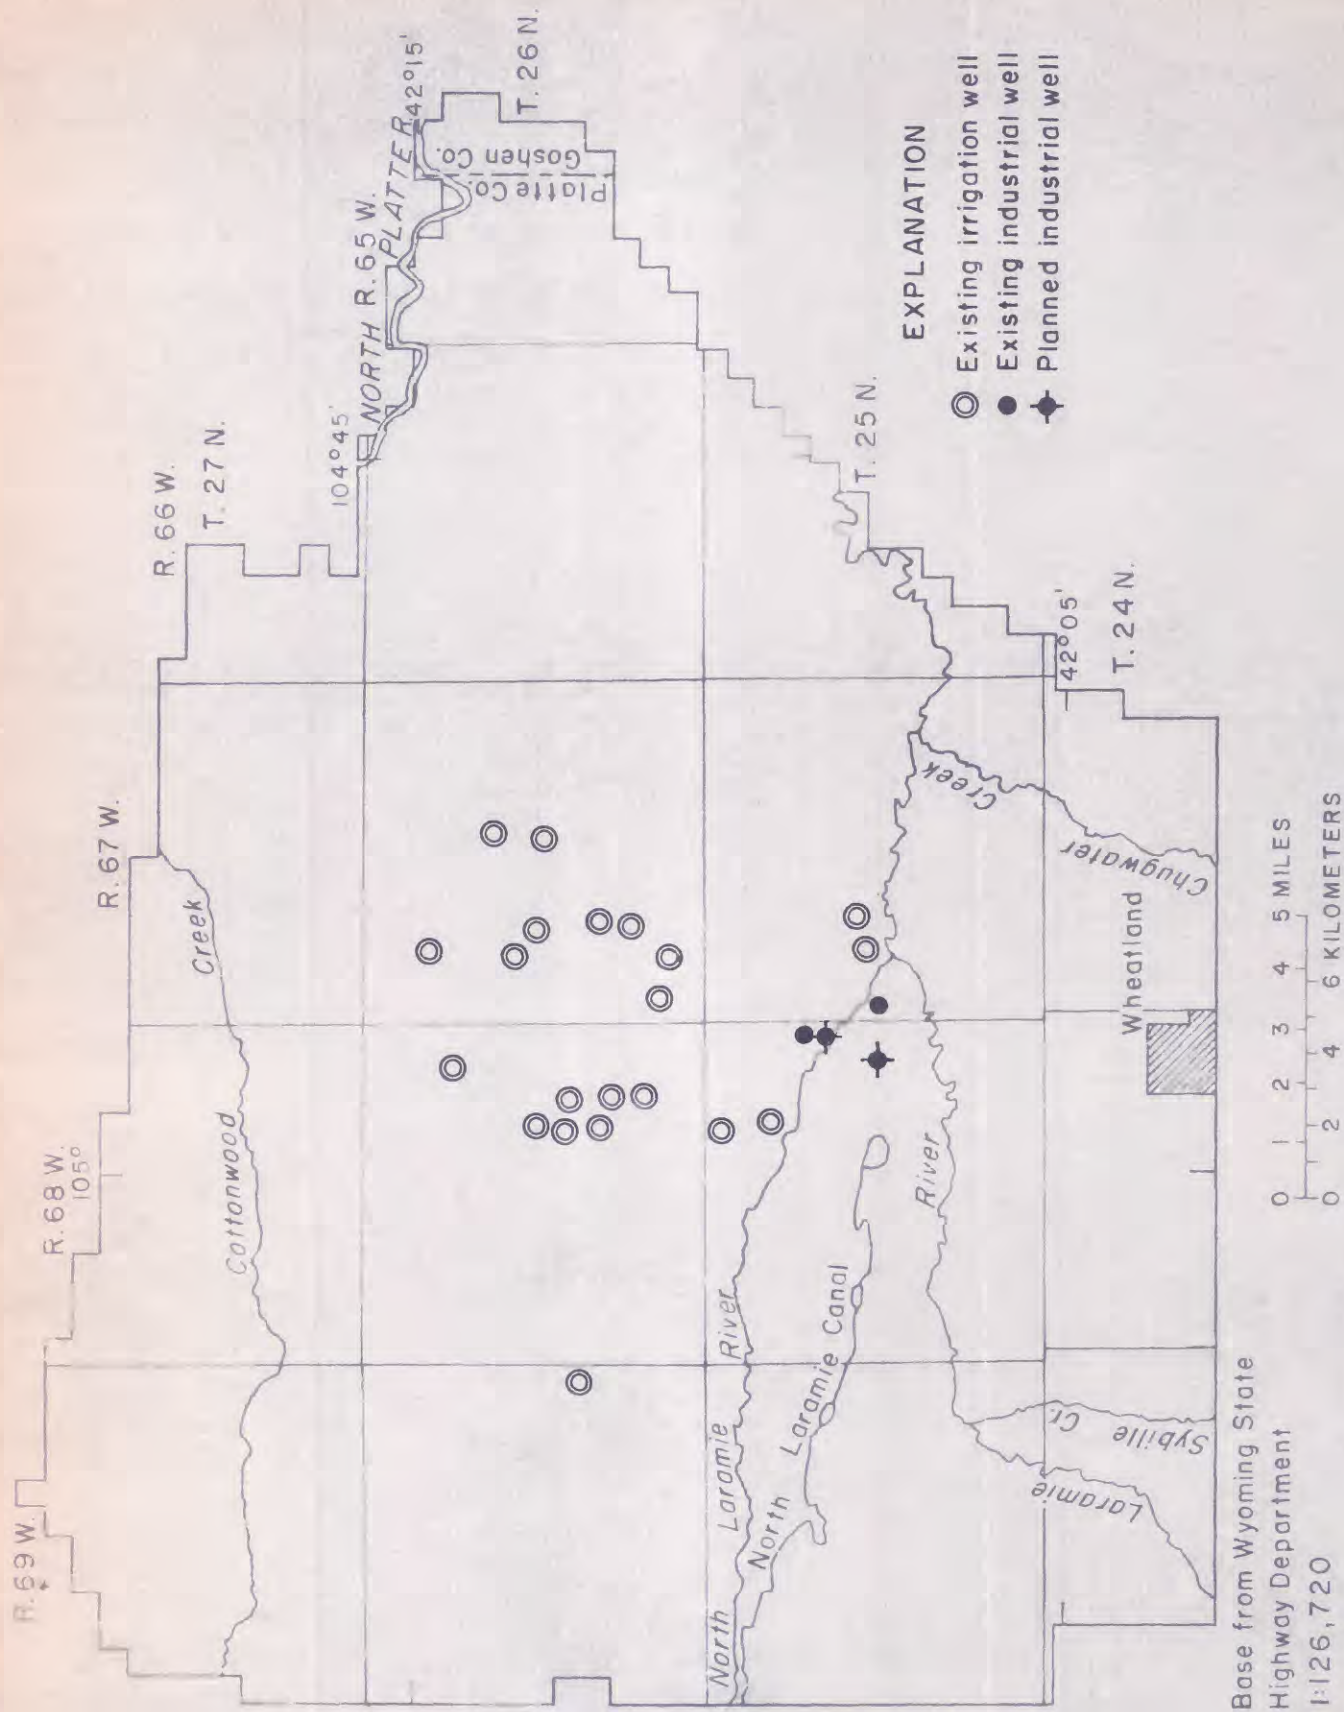 R. 69 W.
R. 68 W.
105°
R. 67 W.
R. 66 W.
T. 27 N.
104°45'
NORTH
R. 65 W.
PLATTE R.
42°15'
T. 26 N.
Cottonwood
Creek
Platte Co.
Goshen Co.
North
Laramie
River
North
Laramie Canal
River
Creek
Chugwater
T. 25 N.
42°05'
T. 24 N.
Laramie
Sybille
Cr.
Wheatland
EXPLANATION
Existing irrigation well
Existing industrial well
Planned industrial well
Base from Wyoming State
Highway Department
1:126,720
0 1 2 3 4 5 MILES
0 2 4 6 KILOMETERS